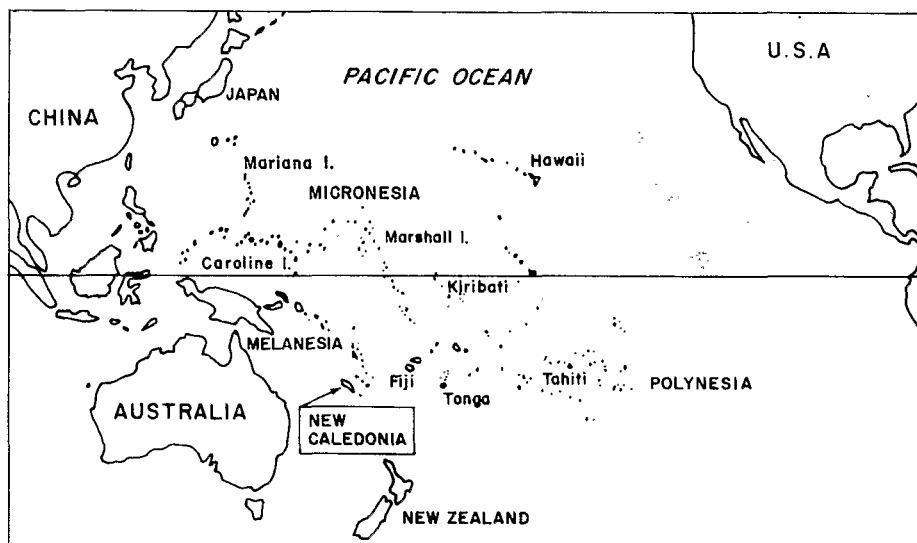 U.S.A
PACIFIC OCEAN
JAPAN
CHINA
Mariana I.
Hawaii
MICRONESIA
Marshall I.
Caroline I.
Kiribati
MELANESIA
Fiji
Tahiti
POLYNESIA
Tonga
AUSTRALIA
NEW
CALEDONIA
NEW ZEALAND